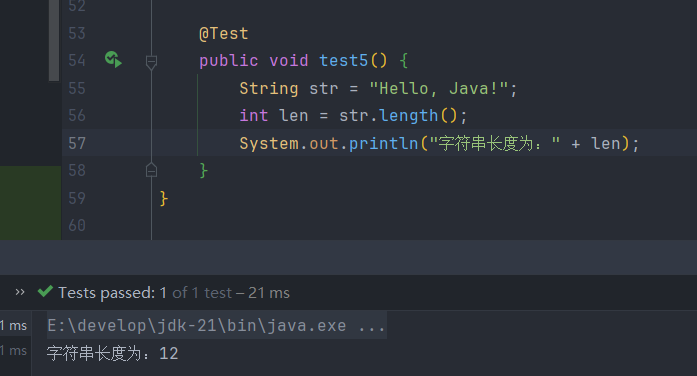 52
53 @Test
54 public void test5() {
55 String str = "Hello, Java!";
56 int len = str.length();
57 System.out.println("字符串长度为：" + len);
58 }
59 }
60
›› Tests passed: 1 of 1 test – 21 ms
1 ms E:\develop\jdk-21\bin\java.exe ...
1 ms 字符串长度为：12